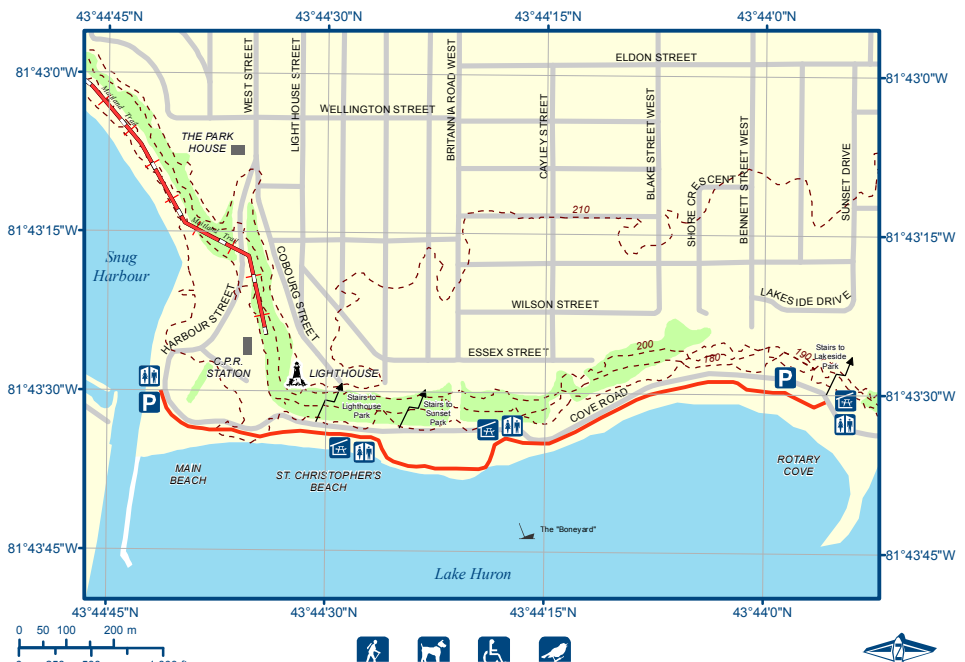 43°44'45"N 43°44'30"N 43°44'15"N 43°44'0"N
81°43'0"W
81°43'0"W
81°43'15"W
81°43'15"W
81°43'30"W
81°43'30"W
81°43'45"W
81°43'45"W
ELDON STREET
WEST STREET
LIGHTHOUSE STREET
WELLINGTON STREET
BRITANNIA ROAD WEST
CAYLEY STREET
BLAKE STREET WEST
SHORE CRESCENT
BENNETT STREET WEST
SUNSET DRIVE
Maitland Trail
THE PARK
HOUSE
Maitland Trail
210
Snug
Harbour
COBOURG STREET
HARBOUR STREET
WILSON STREET
LAKESIDE DRIVE
ESSEX STREET
200
180
190
Stairs to
Lakeside
Park
C.P.R.
STATION
LIGHTHOUSE
Stairs to
Lighthouse
Park
Stairs to
Sunset
Park
COVE ROAD
P
P
MAIN
BEACH
ST. CHRISTOPHER'S
BEACH
ROTARY
COVE
The "Boneyard"
Lake Huron
43°44'45"N 43°44'30"N 43°44'15"N 43°44'0"N
0 50 100 200 m
Z